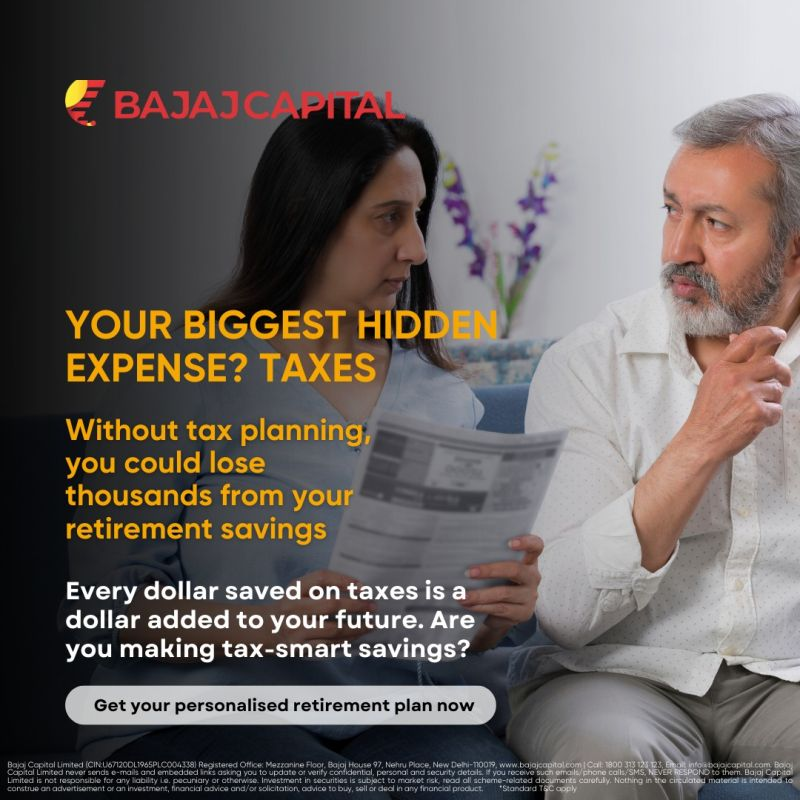 BAJAJ CAPITAL
YOUR BIGGEST HIDDEN
EXPENSE? TAXES
Without tax planning,
you could lose
thousands from your
retirement savings
Every dollar saved on taxes is a
dollar added to your future. Are
you making tax-smart savings?
Get your personalised retirement plan now
Bajaj Capital Limited (CIN:U67120DL1965PLC004338) Registered Office: Mezzanine Floor, Bajaj House 97, Nehru Place, New Delhi-110019, www.bajajcapital.com | Call: 1800 313 123 123, Email: info@bajajcapital.com. Bajaj
Capital Limited never sends e-mails and embedded links asking you to update or verify confidential, personal and security details. If you receive such emails/phone calls/SMS, NEVER RESPOND to them. Bajaj Capital
Limited is not responsible for any liability i.e. pecuniary or otherwise. Investment in securities is subject to market risk, read all scheme-related documents carefully. Nothing in the circulated material is intended to
construe an advertisement or an investment, financial advice and/or solicitation, advice to buy, sell or deal in any financial product. *Standard T&C apply